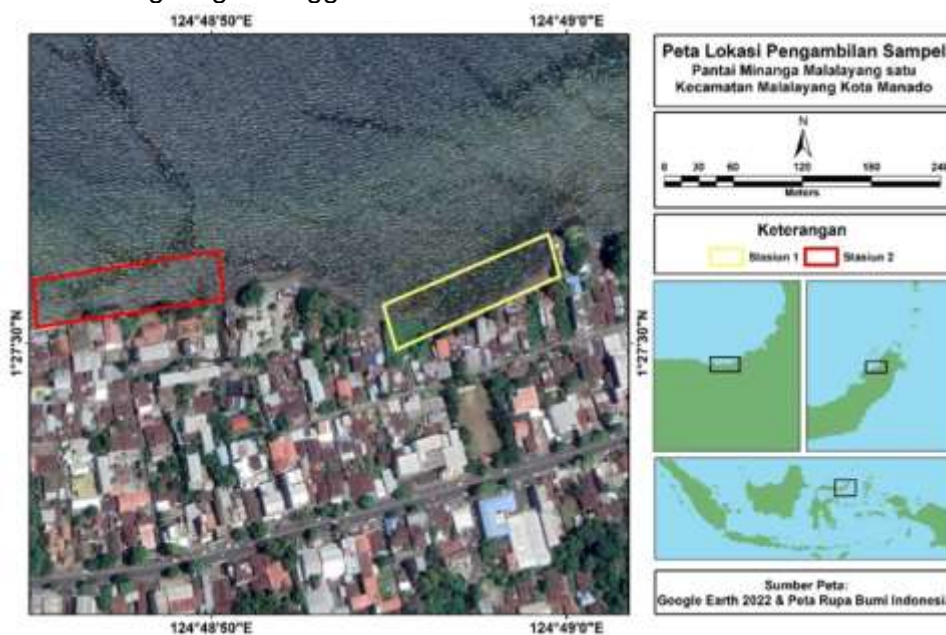 124°48'50"E 124°49'0"E
1°27'30"N
1°27'30"N
124°48'50"E 124°49'0"E
Peta Lokasi Pengambilan Sampel
Pantai Minanga Malalayang satu
Kecamatan Malalayang Kota Manado
N
0 30 60 120 180 240
Meters
Keterangan
Stasiun 1 Stasiun 2
Sumber Peta:
Google Earth 2022 & Peta Rupa Bumi Indonesia